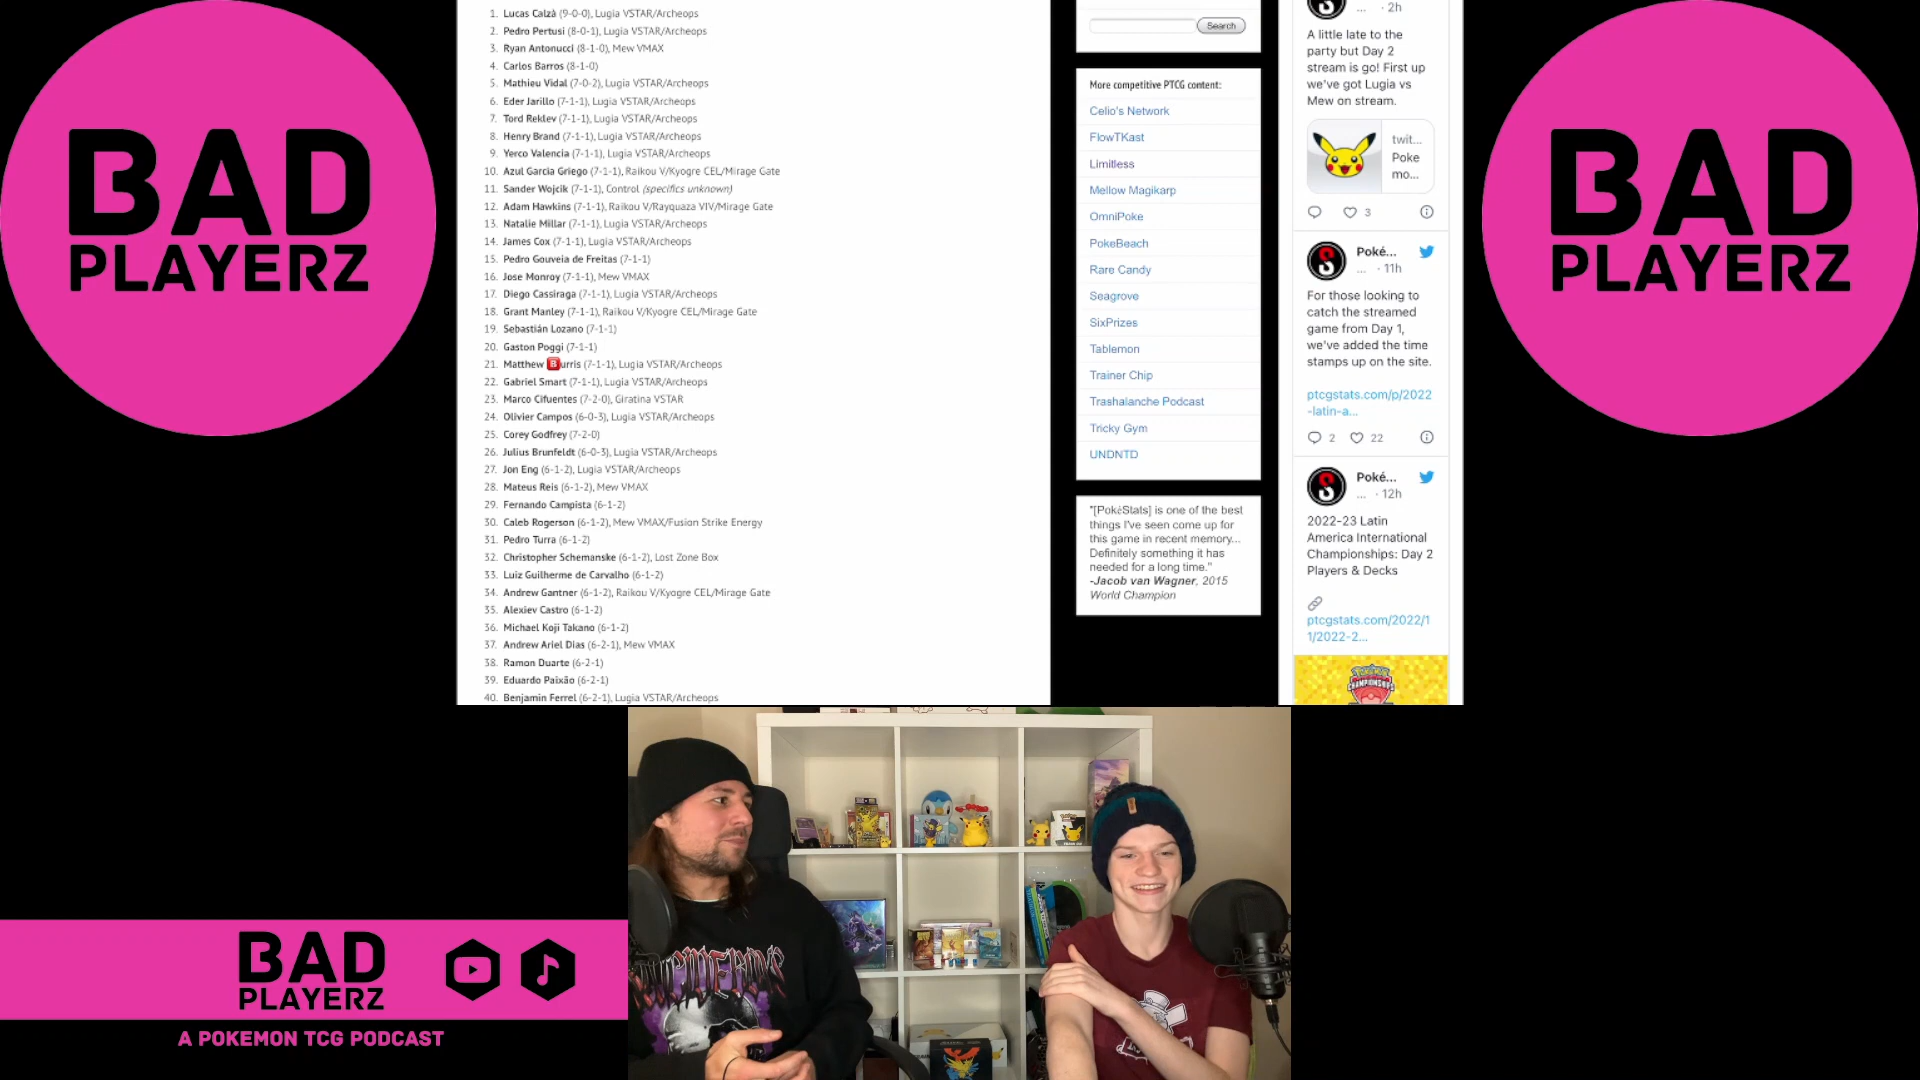 BAD
PLAYERZ
1. Lucas Calzà (9-0-0), Lugia VSTAR/Archeops
2. Pedro Pertusi (8-0-1), Lugia VSTAR/Archeops
3. Ryan Antonucci (8-1-0), Mew VMAX
4. Carlos Barros (8-1-0)
5. Mathieu Vidal (7-0-2), Lugia VSTAR/Archeops
6. Eder Jarillo (7-1-1), Lugia VSTAR/Archeops
7. Tord Reklev (7-1-1), Lugia VSTAR/Archeops
8. Henry Brand (7-1-1), Lugia VSTAR/Archeops
9. Yerco Valencia (7-1-1), Lugia VSTAR/Archeops
10. Azul Garcia Griego (7-1-1), Raikou V/Kyogre CEL/Mirage Gate
11. Sander Wojcik (7-1-1), Control (specifics unknown)
12. Adam Hawkins (7-1-1), Raikou V/Rayquaza VIV/Mirage Gate
13. Natalie Millar (7-1-1), Lugia VSTAR/Archeops
14. James Cox (7-1-1), Lugia VSTAR/Archeops
15. Pedro Gouveia de Freitas (7-1-1)
16. Jose Monroy (7-1-1), Mew VMAX
17. Diego Cassiraga (7-1-1), Lugia VSTAR/Archeops
18. Grant Manley (7-1-1), Raikou V/Kyogre CEL/Mirage Gate
19. Sebastián Lozano (7-1-1)
20. Gaston Poggi (7-1-1)
21. Matthew 🅱️urris (7-1-1), Lugia VSTAR/Archeops
22. Gabriel Smart (7-1-1), Lugia VSTAR/Archeops
23. Marco Cifuentes (7-2-0), Giratina VSTAR
24. Olivier Campos (6-0-3), Lugia VSTAR/Archeops
25. Corey Godfrey (7-2-0)
26. Julius Brunfeldt (6-0-3), Lugia VSTAR/Archeops
27. Jon Eng (6-1-2), Lugia VSTAR/Archeops
28. Mateus Reis (6-1-2), Mew VMAX
29. Fernando Campista (6-1-2)
30. Caleb Rogerson (6-1-2), Mew VMAX/Fusion Strike Energy
31. Pedro Turra (6-1-2)
32. Christopher Schemanske (6-1-2), Lost Zone Box
33. Luiz Guilherme de Carvalho (6-1-2)
34. Andrew Gantner (6-1-2), Raikou V/Kyogre CEL/Mirage Gate
35. Alexiev Castro (6-1-2)
36. Michael Koji Takano (6-1-2)
37. Andrew Ariel Dias (6-2-1), Mew VMAX
38. Ramon Duarte (6-2-1)
39. Eduardo Paixão (6-2-1)
40. Benjamin Ferrel (6-2-1), Lugia VSTAR/Archeops
Search
More competitive PTCG content:
Celio's Network
FlowTKast
Limitless
Mellow Magikarp
OmniPoke
PokeBeach
Rare Candy
Seagrove
SixPrizes
Tablemon
Trainer Chip
Trashalanche Podcast
Tricky Gym
UNDNTD
"[PokéStats] is one of the best
things I've seen come up for
this game in recent memory...
Definitely something it has
needed for a long time."
-Jacob van Wagner, 2015
World Champion
... · 2h
A little late to the
party but Day 2
stream is go! First up
we've got Lugia vs
Mew on stream.
twit...
Poke
mo...
3
Poké...
... · 11h
For those looking to
catch the streamed
game from Day 1,
we've added the time
stamps up on the site.
ptcgstats.com/p/2022
-latin-a...
2 22
Poké...
... · 12h
2022-23 Latin
America International
Championships: Day 2
Players & Decks
ptcgstats.com/2022/1
1/2022-2...
POKÉMON
CHAMPIONSHIPS
BAD
PLAYERZ
BAD
PLAYERZ
A POKEMON TCG PODCAST